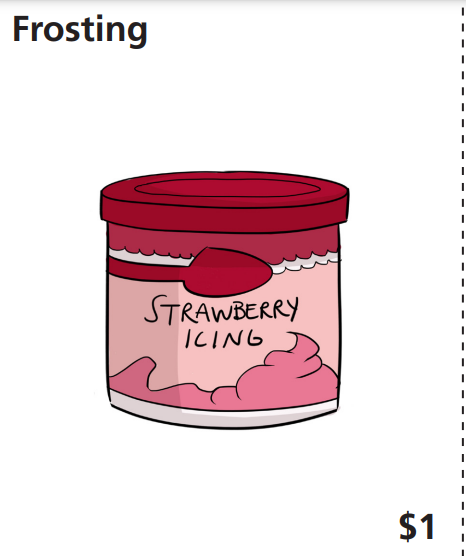 Frosting
STRAWBERRY
ICING
$1